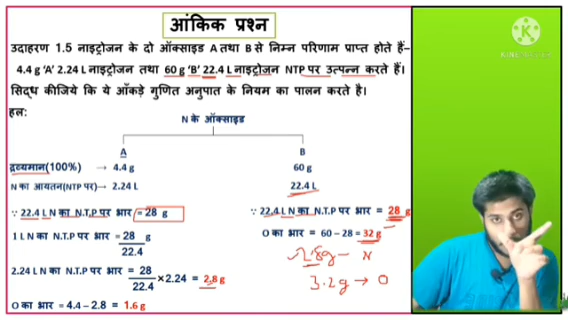 आंकिक प्रश्न
उदाहरण 1.5 नाइट्रोजन के दो ऑक्साइड A तथा B से निम्न परिणाम प्राप्त होते हैं-
4.4 g 'A' 2.24 L नाइट्रोजन तथा 60 g 'B' 22.4 L नाइट्रोजन NTP पर उत्पन्न करते हैं।
सिद्ध कीजिये कि ये आँकड़े गुणित अनुपात के नियम का पालन करते है।
हल:
N के ऑक्साइड
A B
द्रव्यमान(100%) → 4.4 g 60 g
N का आयतन(NTP पर)→ 2.24 L 22.4 L
∵ 22.4 L N का N.T.P पर भार = 28 g ∵ 22.4 L N का N.T.P पर भार = 28 g
1 L N का N.T.P पर भार = 28/22.4 g O का भार = 60 – 28 = 32 g
2.24 L N का N.T.P पर भार = 28/22.4 × 2.24 = 2.8 g
O का भार = 4.4 – 2.8 = 1.6 g
2.8g – N
3.2g → O
KINEMASTER